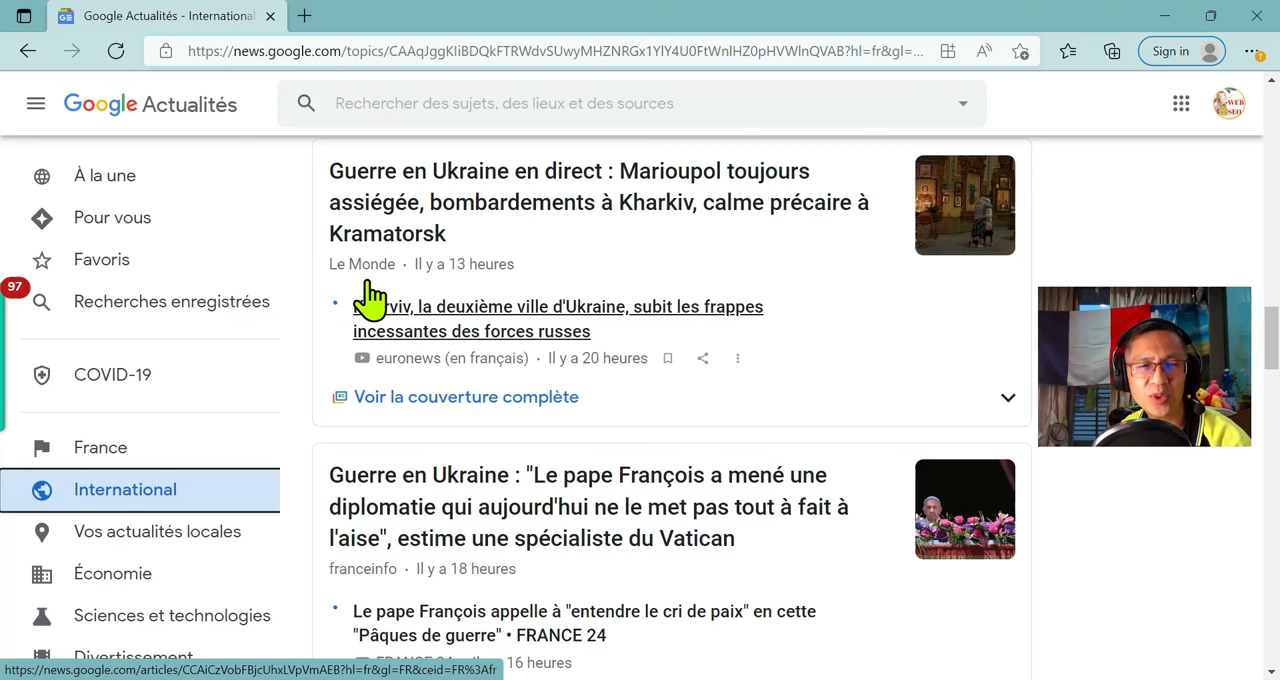 Google Actualités - International
https://news.google.com/topics/CAAqJggKIiBDQkFTRWdvSUwyMHZNRGx1YlY4U0FtWnlHZ0pHVWlnQVAB?hl=fr&gl=...
Sign in
Google Actualités
Rechercher des sujets, des lieux et des sources
WEB
SEO
À la une
Pour vous
Favoris
97
Recherches enregistrées
COVID-19
France
International
Vos actualités locales
Économie
Sciences et technologies
Divertissement
Guerre en Ukraine en direct : Marioupol toujours
assiégée, bombardements à Kharkiv, calme précaire à
Kramatorsk
Le Monde · Il y a 13 heures
la deuxième ville d'Ukraine, subit les frappes
incessantes des forces russes
euronews (en français) · Il y a 20 heures
Voir la couverture complète
Guerre en Ukraine : "Le pape François a mené une
diplomatie qui aujourd'hui ne le met pas tout à fait à
l'aise", estime une spécialiste du Vatican
franceinfo · Il y a 18 heures
Le pape François appelle à "entendre le cri de paix" en cette
"Pâques de guerre" • FRANCE 24
16 heures
https://news.google.com/articles/CCAiCzVobFBjcUhxLVpVmAEB?hl=fr&gl=FR&ceid=FR%3Afr